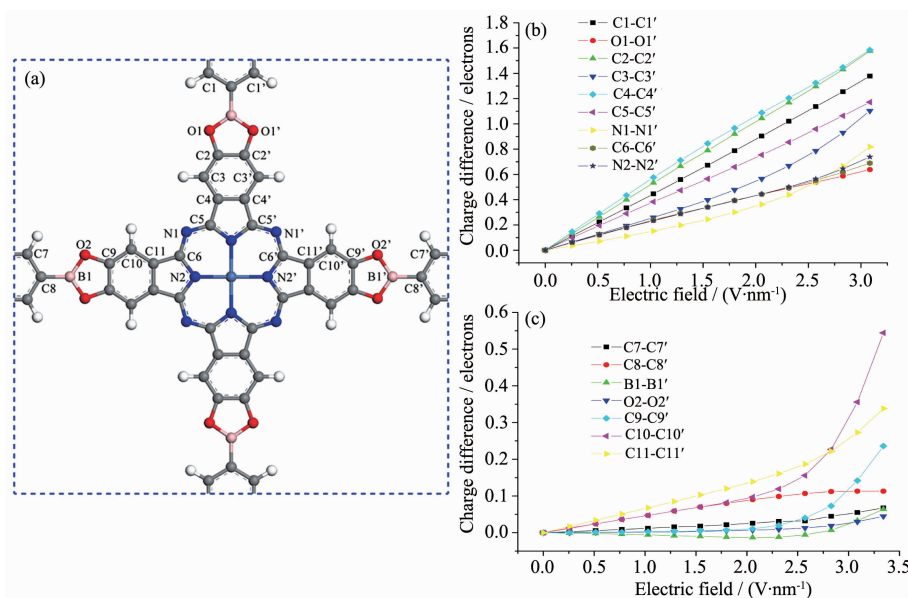 (a)
C1 C1′
O1 O1′
C2 C2′
C3 C3′
C4 C4′
C5 C5′
N1 N1′
C7 O2 C9 C11 C6 C6′ C11′ C9′ O2′ C7′
C10 C10′
C8 B1 N2 N2′ B1′ C8′
(b)
Charge difference / electrons
1.8
1.6
1.4
1.2
1.0
0.8
0.6
0.4
0.2
0.0
C1-C1′
O1-O1′
C2-C2′
C3-C3′
C4-C4′
C5-C5′
N1-N1′
C6-C6′
N2-N2′
0.0 0.5 1.0 1.5 2.0 2.5 3.0
Electric field / (V·nm⁻¹)
(c)
Charge difference / electrons
0.6
0.5
0.4
0.3
0.2
0.1
0.0
C7-C7′
C8-C8′
B1-B1′
O2-O2′
C9-C9′
C10-C10′
C11-C11′
0.0 0.5 1.0 1.5 2.0 2.5 3.0 3.5
Electric field / (V·nm⁻¹)